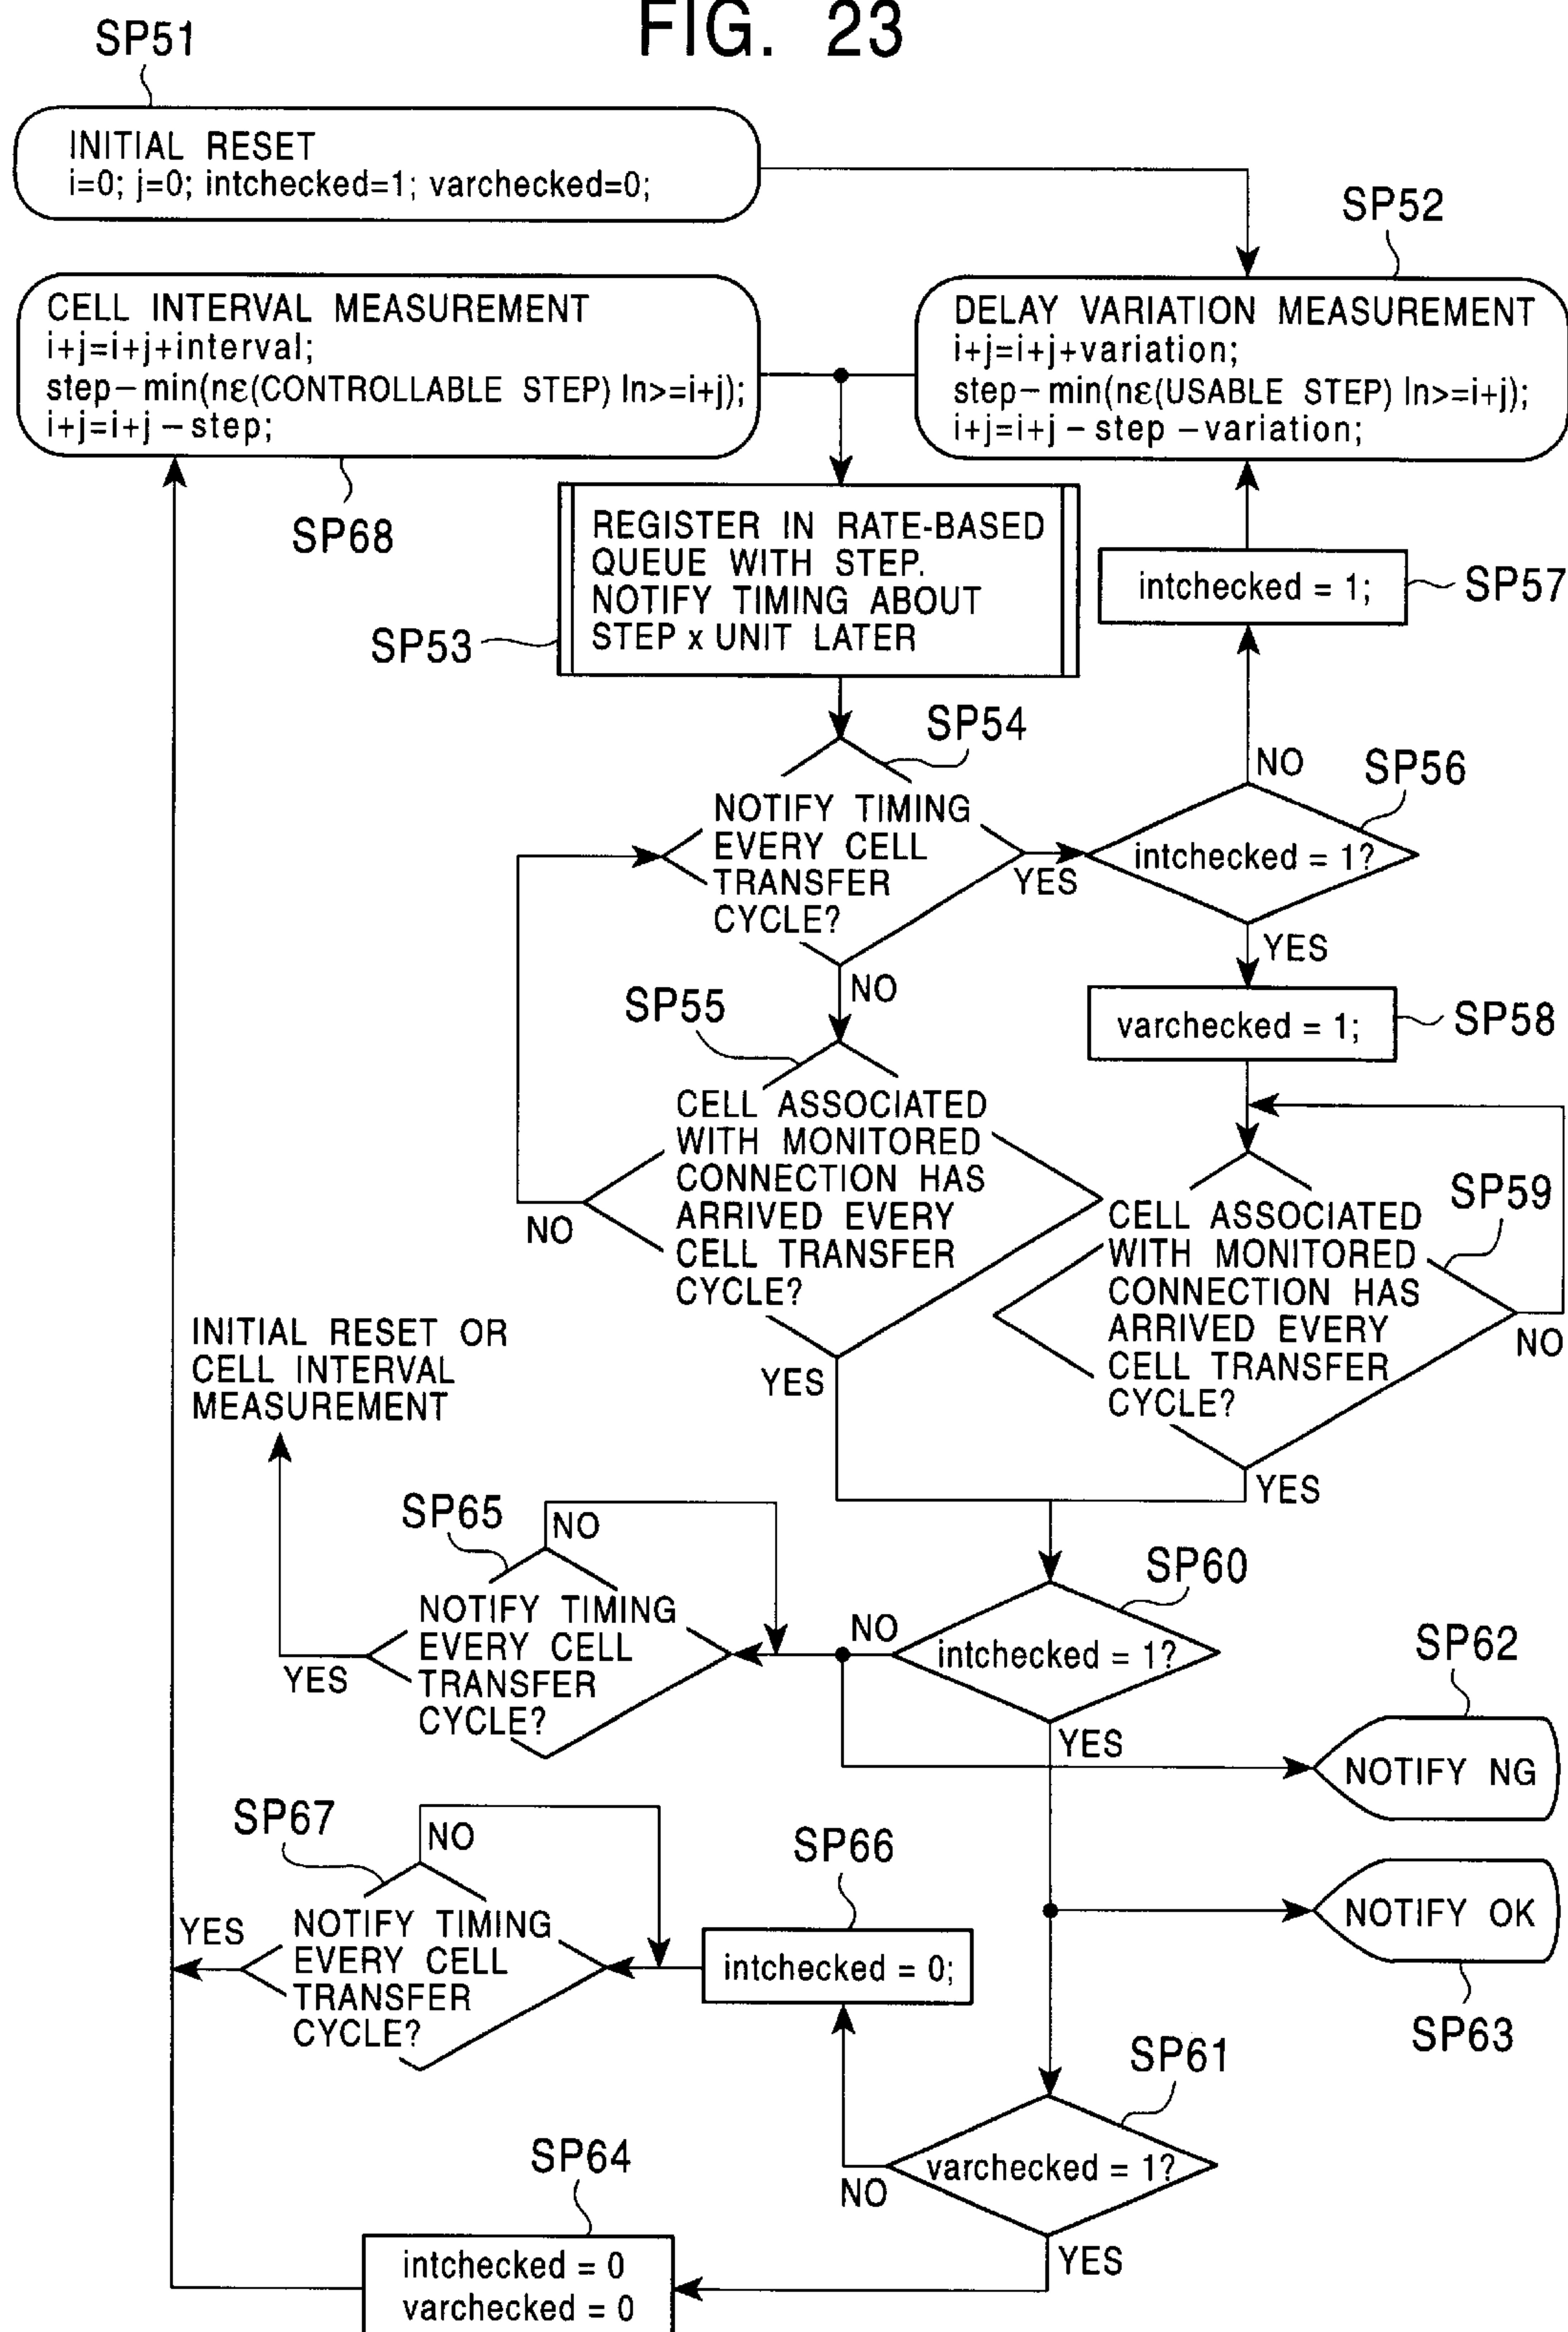 FIG. 23
SP51
INITIAL RESET
i=0; j=0; intchecked=1; varchecked=0;
SP52
CELL INTERVAL MEASUREMENT
i+j=i+j+interval;
step-min(nε(CONTROLLABLE STEP) ln>=i+j);
i+j=i+j-step;
SP68
DELAY VARIATION MEASUREMENT
i+j=i+j+variation;
step-min(nε(USABLE STEP) ln>=i+j);
i+j=i+j-step-variation;
REGISTER IN RATE-BASED
QUEUE WITH STEP.
NOTIFY TIMING ABOUT
STEP x UNIT LATER
SP53
intchecked = 1;
SP57
SP54
NOTIFY TIMING
EVERY CELL
TRANSFER
CYCLE?
YES
NO
NO
SP56
intchecked = 1?
YES
varchecked = 1;
SP58
SP55
CELL ASSOCIATED
WITH MONITORED
CONNECTION HAS
ARRIVED EVERY
CELL TRANSFER
CYCLE?
NO
YES
SP59
CELL ASSOCIATED
WITH MONITORED
CONNECTION HAS
ARRIVED EVERY
CELL TRANSFER
CYCLE?
NO
YES
INITIAL RESET OR
CELL INTERVAL
MEASUREMENT
SP65
NO
NOTIFY TIMING
EVERY CELL
TRANSFER
CYCLE?
YES
SP60
NO
intchecked = 1?
YES
SP62
NOTIFY NG
SP67
NO
YES
NOTIFY TIMING
EVERY CELL
TRANSFER
CYCLE?
SP66
intchecked = 0;
NOTIFY OK
SP63
SP61
varchecked = 1?
NO
YES
SP64
intchecked = 0
varchecked = 0